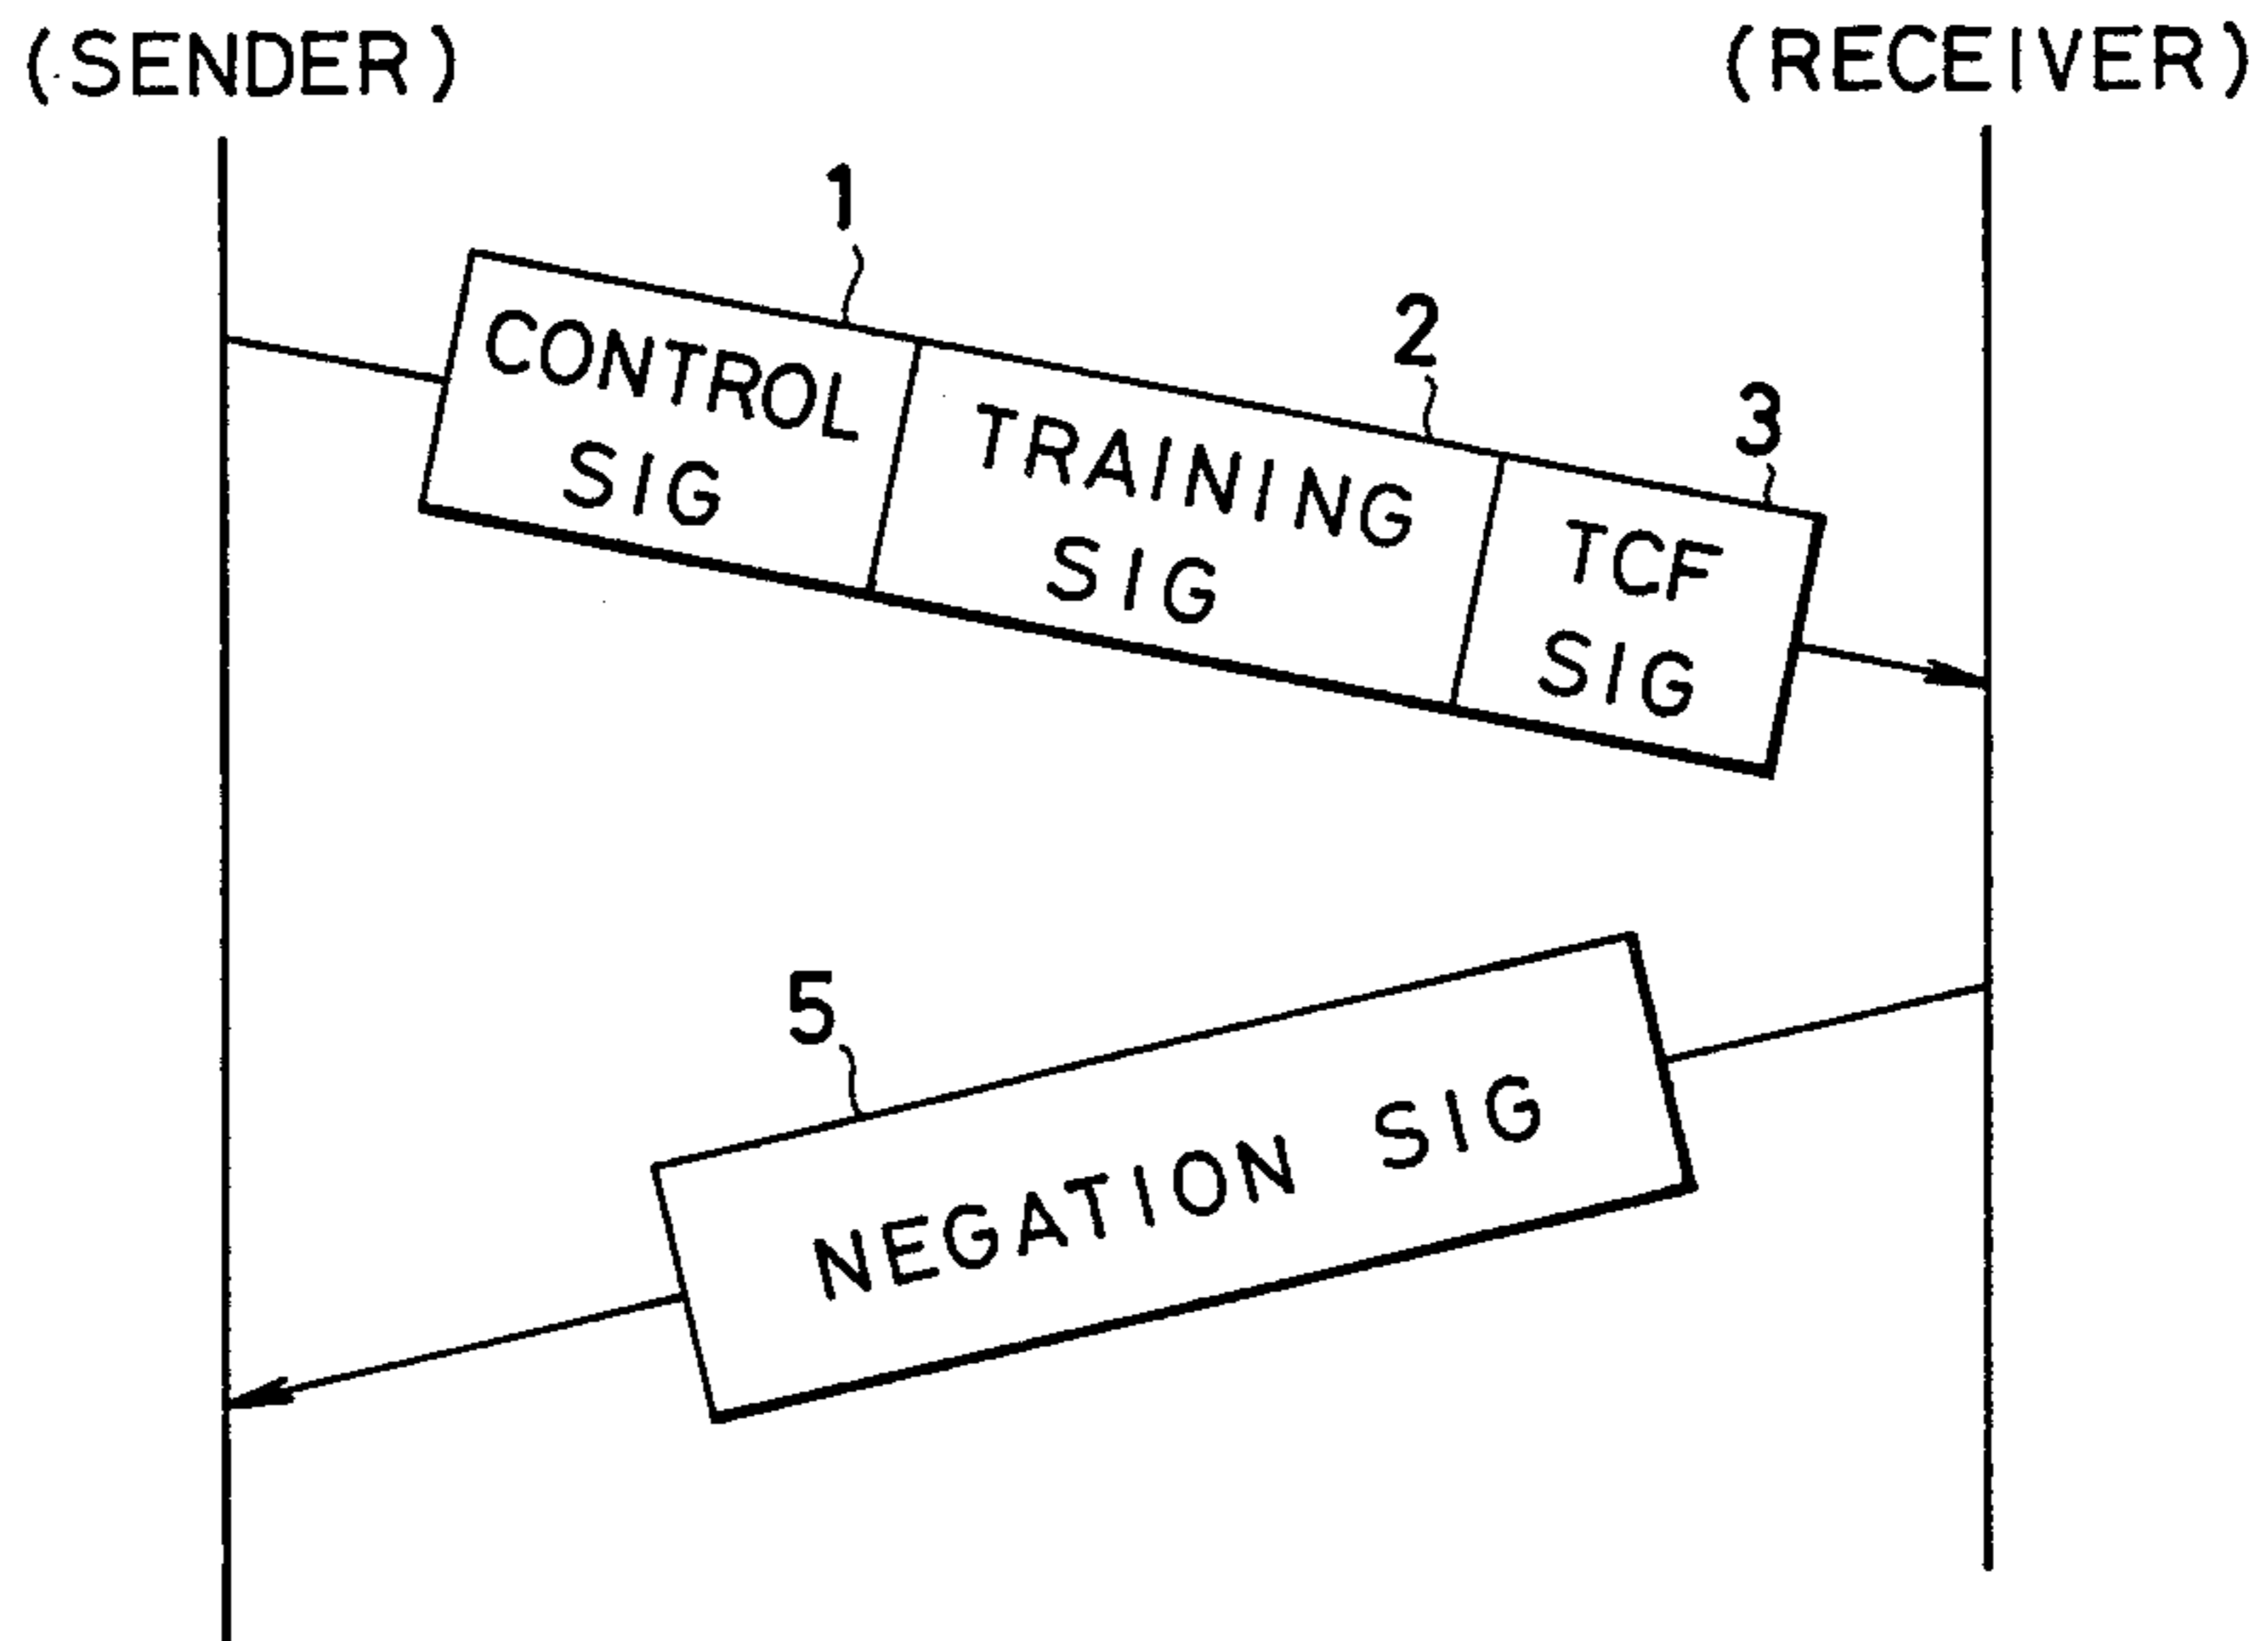 (SENDER)
(RECEIVER)
1
2
3
CONTROL
SIG
TRAINING
SIG
TCF
SIG
5
NEGATION SIG